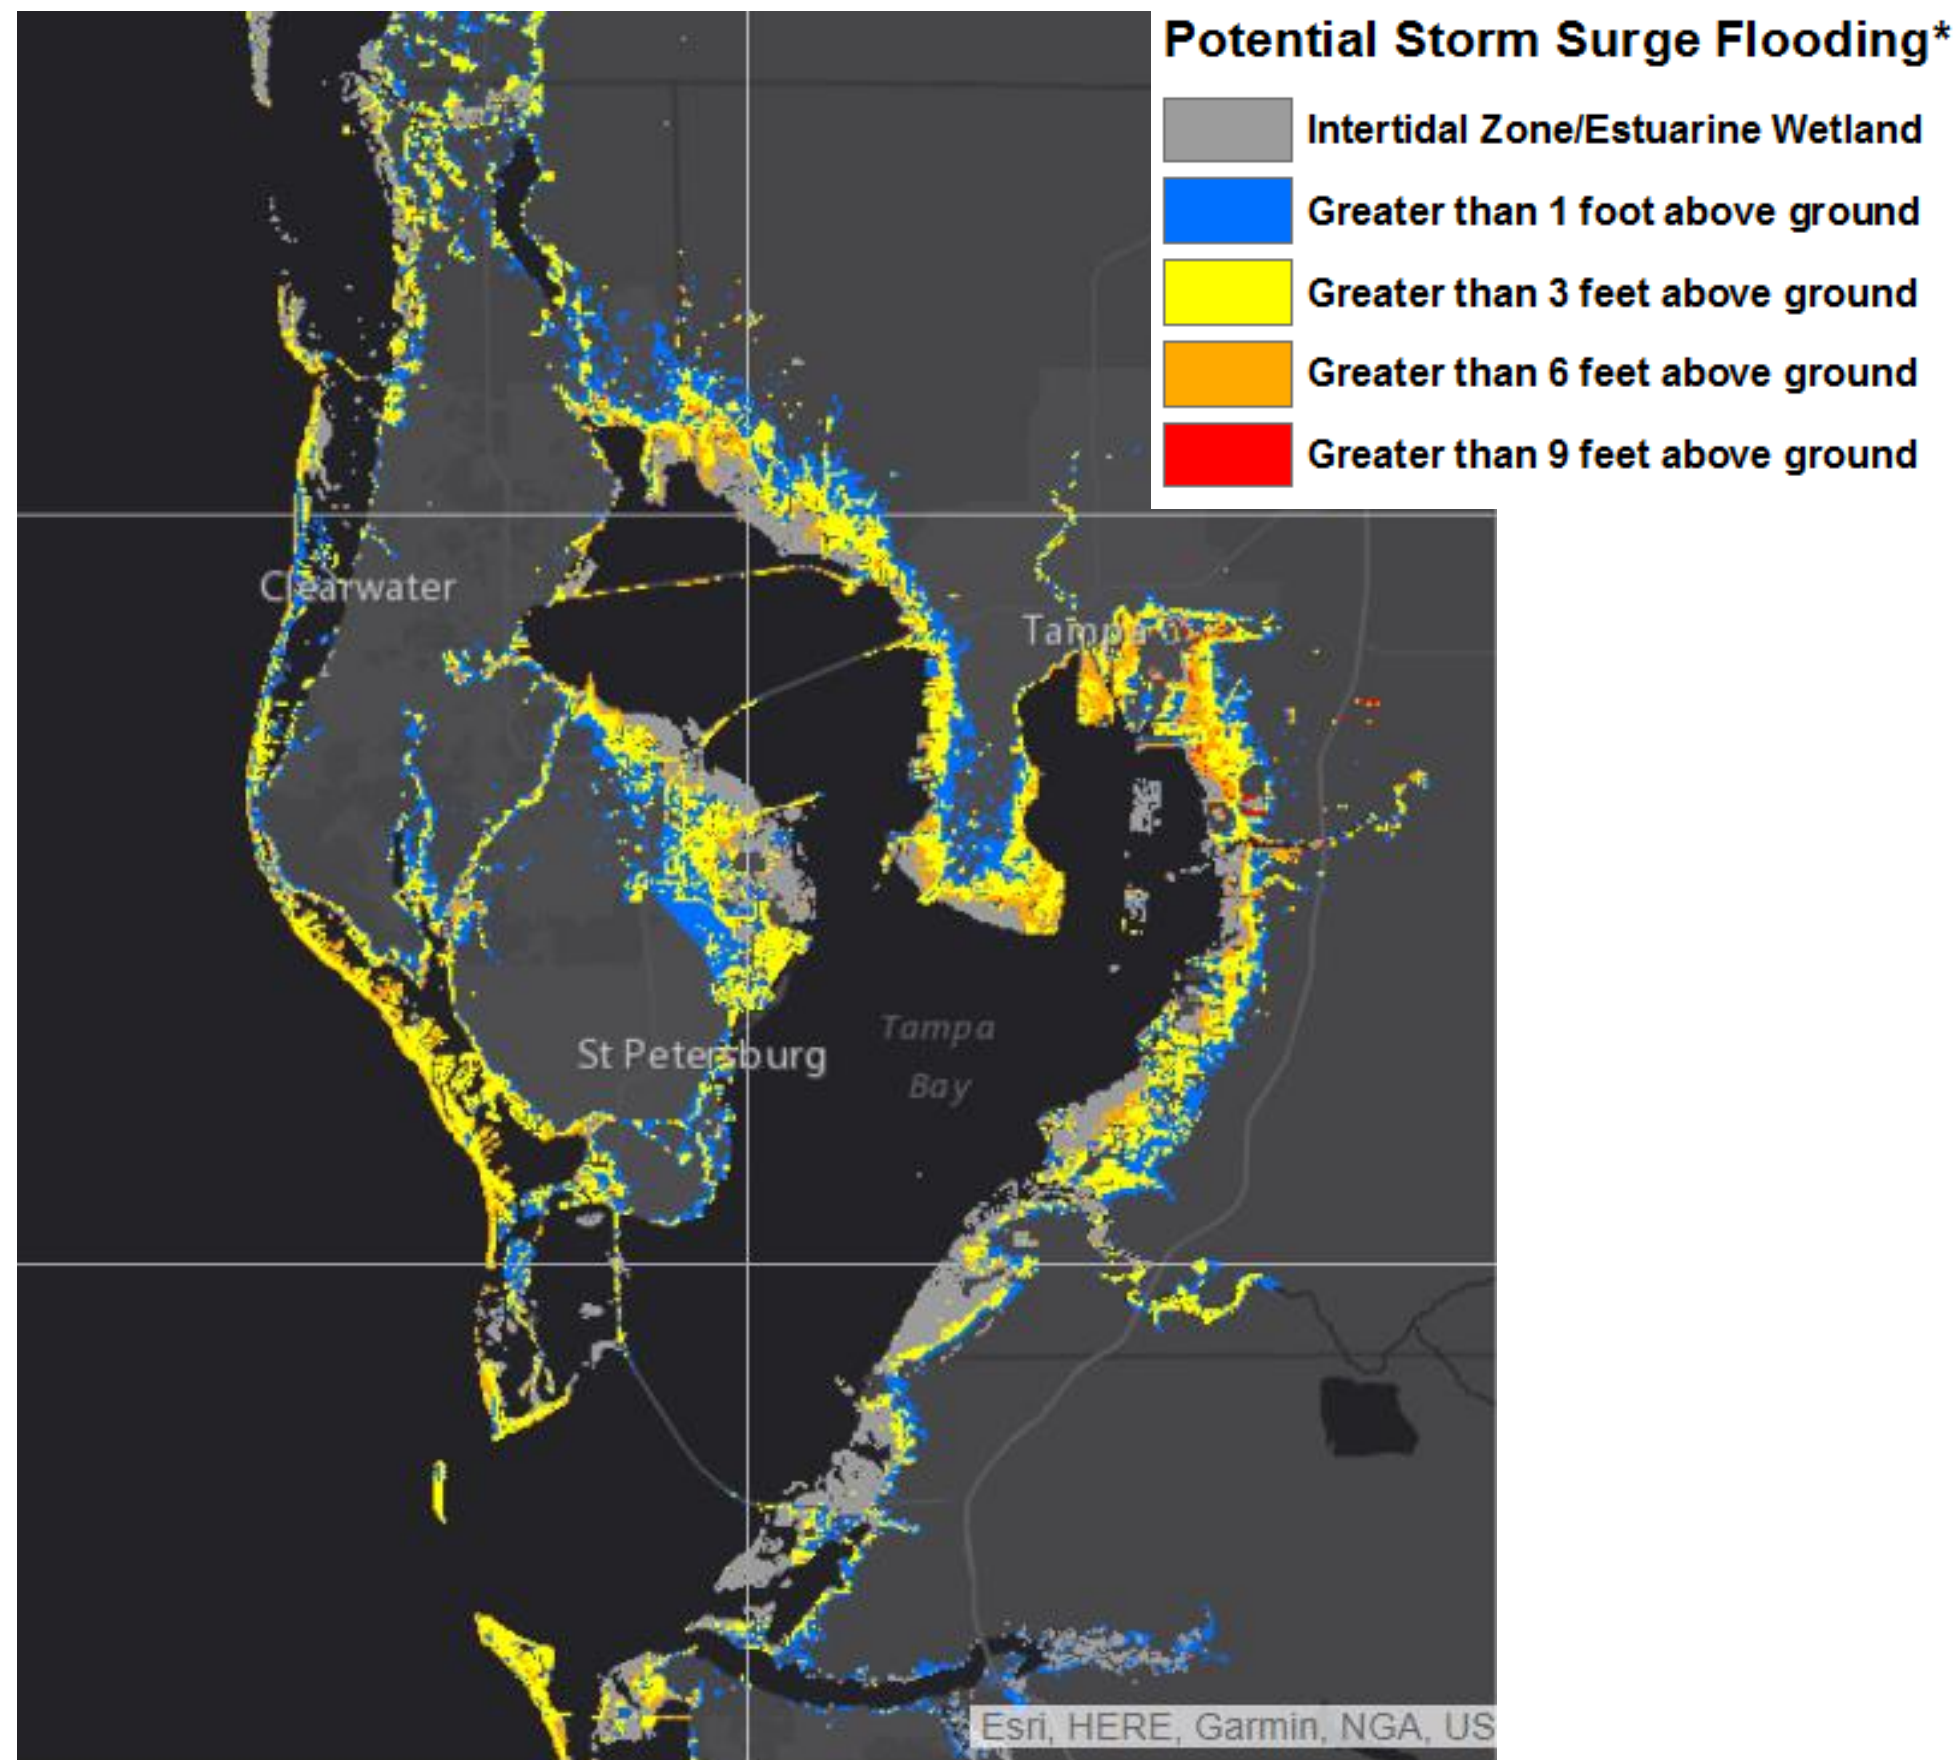 Potential Storm Surge Flooding*
Intertidal Zone/Estuarine Wetland
Greater than 1 foot above ground
Greater than 3 feet above ground
Greater than 6 feet above ground
Greater than 9 feet above ground
Clearwater
Tampa
St Petersburg
Tampa
Bay
Esri, HERE, Garmin, NGA, US